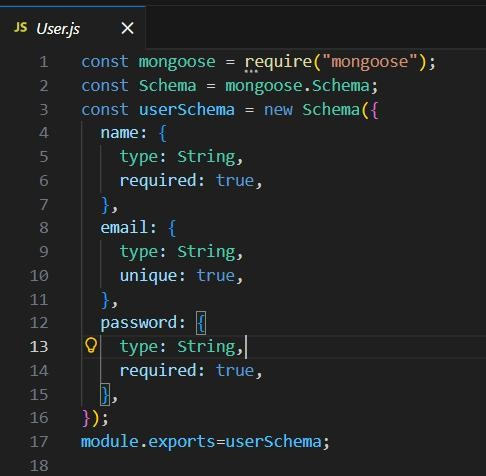 JS User.js ×
1 const mongoose = require("mongoose");
2 const Schema = mongoose.Schema;
3 const userSchema = new Schema({
4   name: {
5     type: String,
6     required: true,
7   },
8   email: {
9     type: String,
10     unique: true,
11   },
12   password: {
13     type: String,
14     required: true,
15   },
16 });
17 module.exports=userSchema;
18